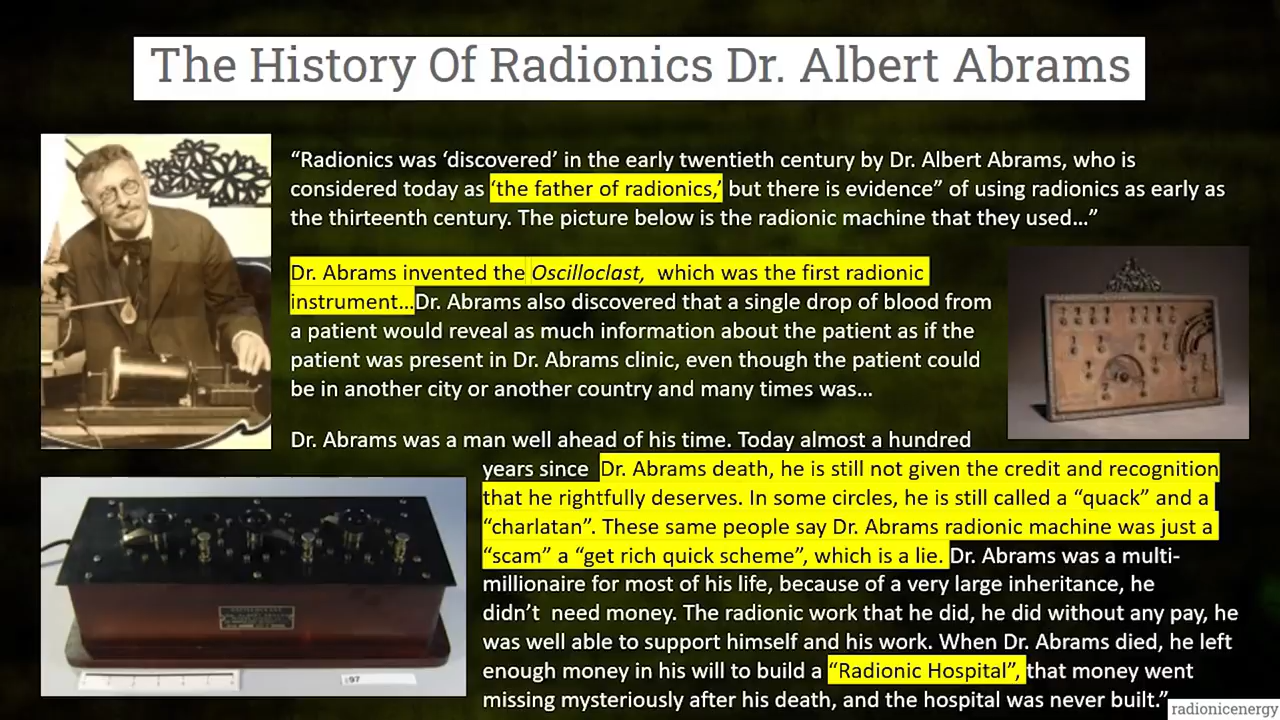 The History Of Radionics Dr. Albert Abrams
“Radionics was ‘discovered’ in the early twentieth century by Dr. Albert Abrams, who is
considered today as ‘the father of radionics,’ but there is evidence” of using radionics as early as
the thirteenth century. The picture below is the radionic machine that they used…”
Dr. Abrams invented the Oscilloclast, which was the first radionic
instrument…Dr. Abrams also discovered that a single drop of blood from
a patient would reveal as much information about the patient as if the
patient was present in Dr. Abrams clinic, even though the patient could
be in another city or another country and many times was…
Dr. Abrams was a man well ahead of his time. Today almost a hundred
years since Dr. Abrams death, he is still not given the credit and recognition
that he rightfully deserves. In some circles, he is still called a “quack” and a
“charlatan”. These same people say Dr. Abrams radionic machine was just a
“scam” a “get rich quick scheme”, which is a lie. Dr. Abrams was a multi-
millionaire for most of his life, because of a very large inheritance, he
didn’t need money. The radionic work that he did, he did without any pay, he
was well able to support himself and his work. When Dr. Abrams died, he left
enough money in his will to build a “Radionic Hospital”, that money went
missing mysteriously after his death, and the hospital was never built.”
radionicenergy